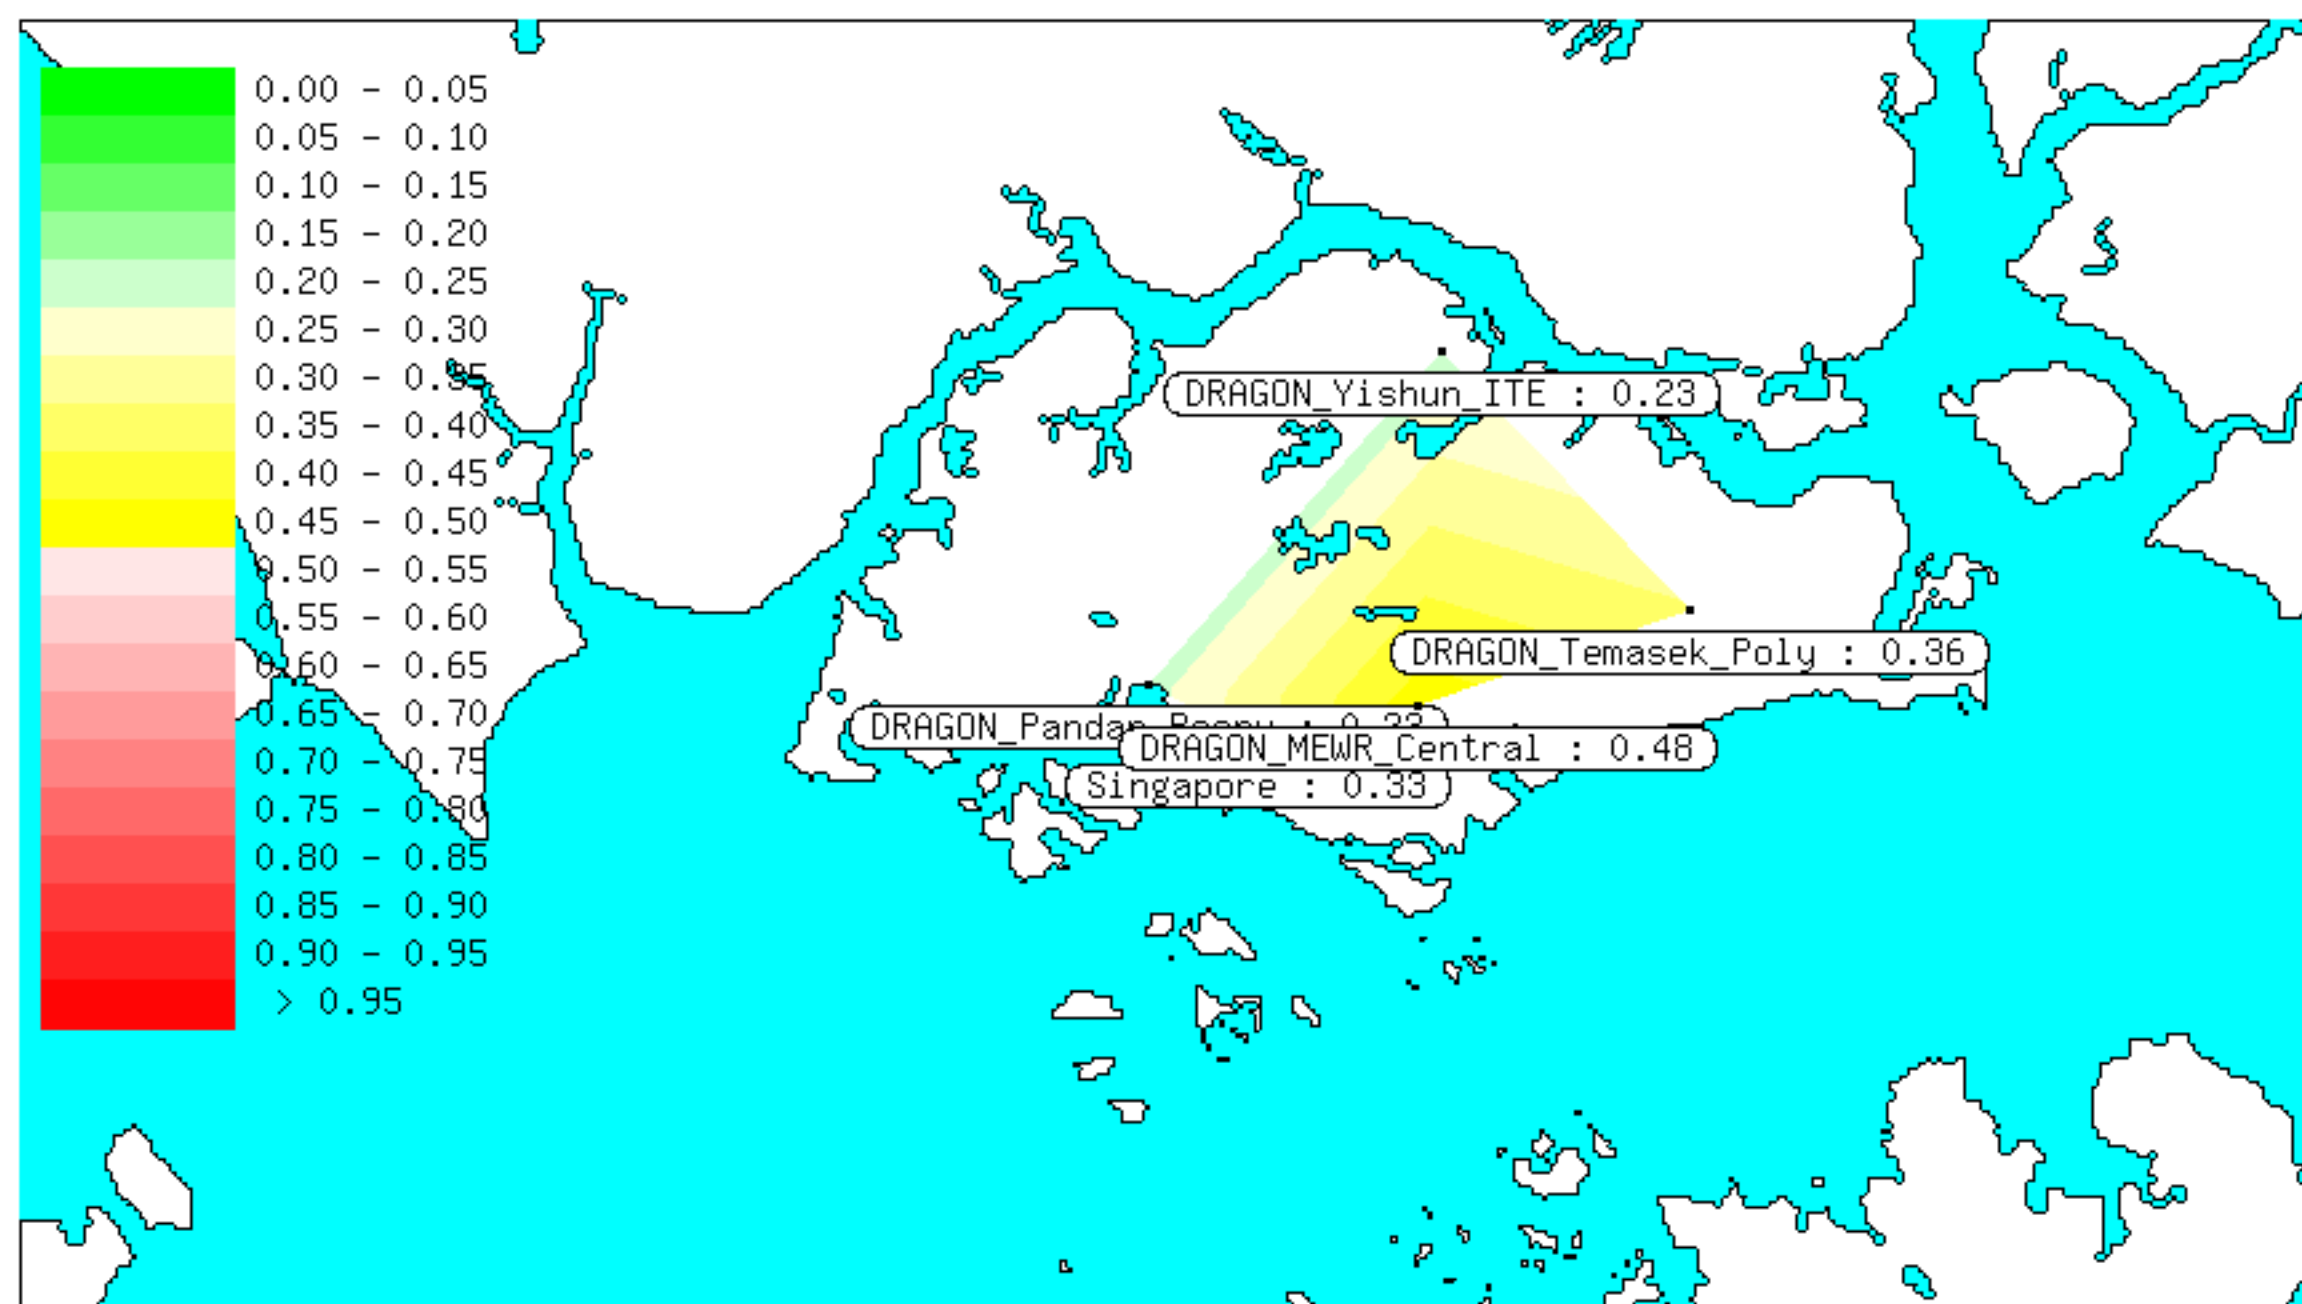 0.00 - 0.05
0.05 - 0.10
0.10 - 0.15
0.15 - 0.20
0.20 - 0.25
0.25 - 0.30
0.30 - 0.35
0.35 - 0.40
0.40 - 0.45
0.45 - 0.50
0.50 - 0.55
0.55 - 0.60
0.60 - 0.65
0.65 - 0.70
0.70 - 0.75
0.75 - 0.80
0.80 - 0.85
0.85 - 0.90
0.90 - 0.95
> 0.95
DRAGON_Yishun_ITE : 0.23
DRAGON_Temasek_Poly : 0.36
DRAGON_MEWR_Central : 0.48
Singapore : 0.33